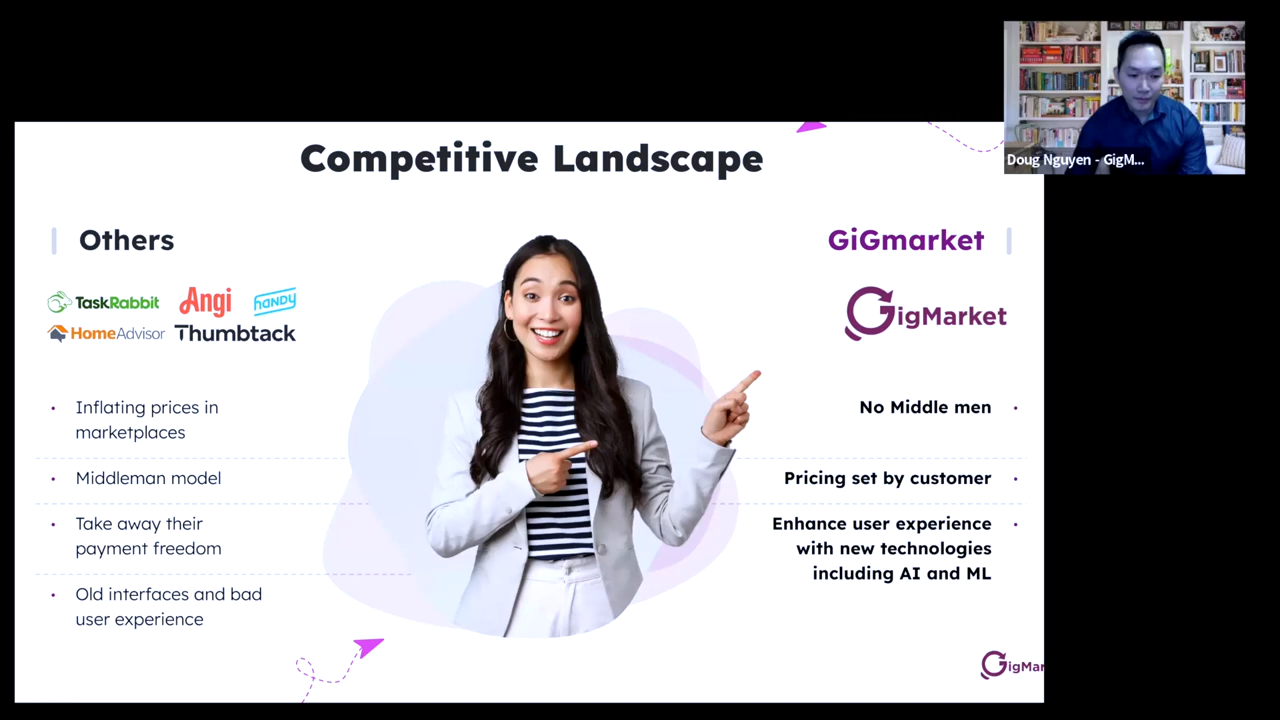 Competitive Landscape
Doug Nguyen - GigM...
Others
TaskRabbit Angi HANDY
HomeAdvisor Thumbtack
Inflating prices in
marketplaces
Middleman model
Take away their
payment freedom
Old interfaces and bad
user experience
GiGmarket
GigMarket
No Middle men
Pricing set by customer
Enhance user experience
with new technologies
including AI and ML
GigMar